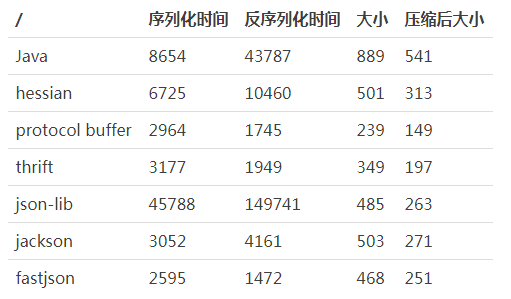 / 序列化时间 反序列化时间 大小 压缩后大小
Java 8654 43787 889 541
hessian 6725 10460 501 313
protocol buffer 2964 1745 239 149
thrift 3177 1949 349 197
json-lib 45788 149741 485 263
jackson 3052 4161 503 271
fastjson 2595 1472 468 251